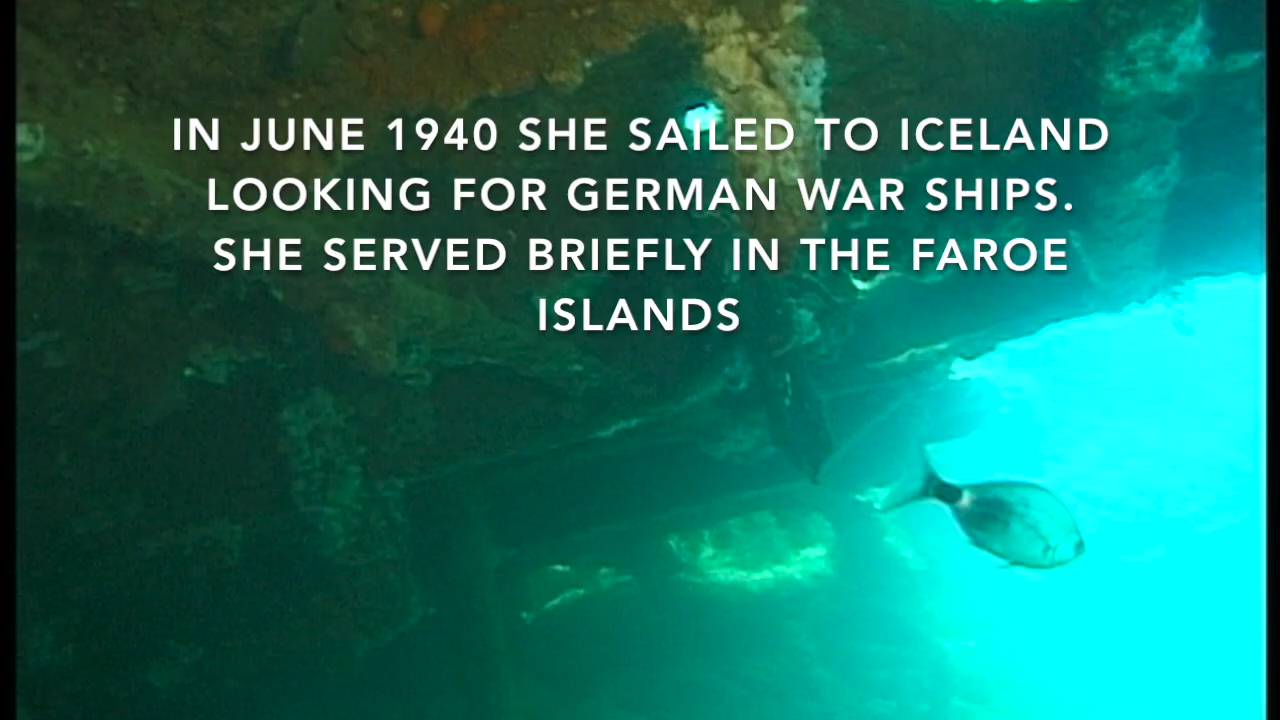 IN JUNE 1940 SHE SAILED TO ICELAND
LOOKING FOR GERMAN WAR SHIPS.
SHE SERVED BRIEFLY IN THE FAROE
ISLANDS